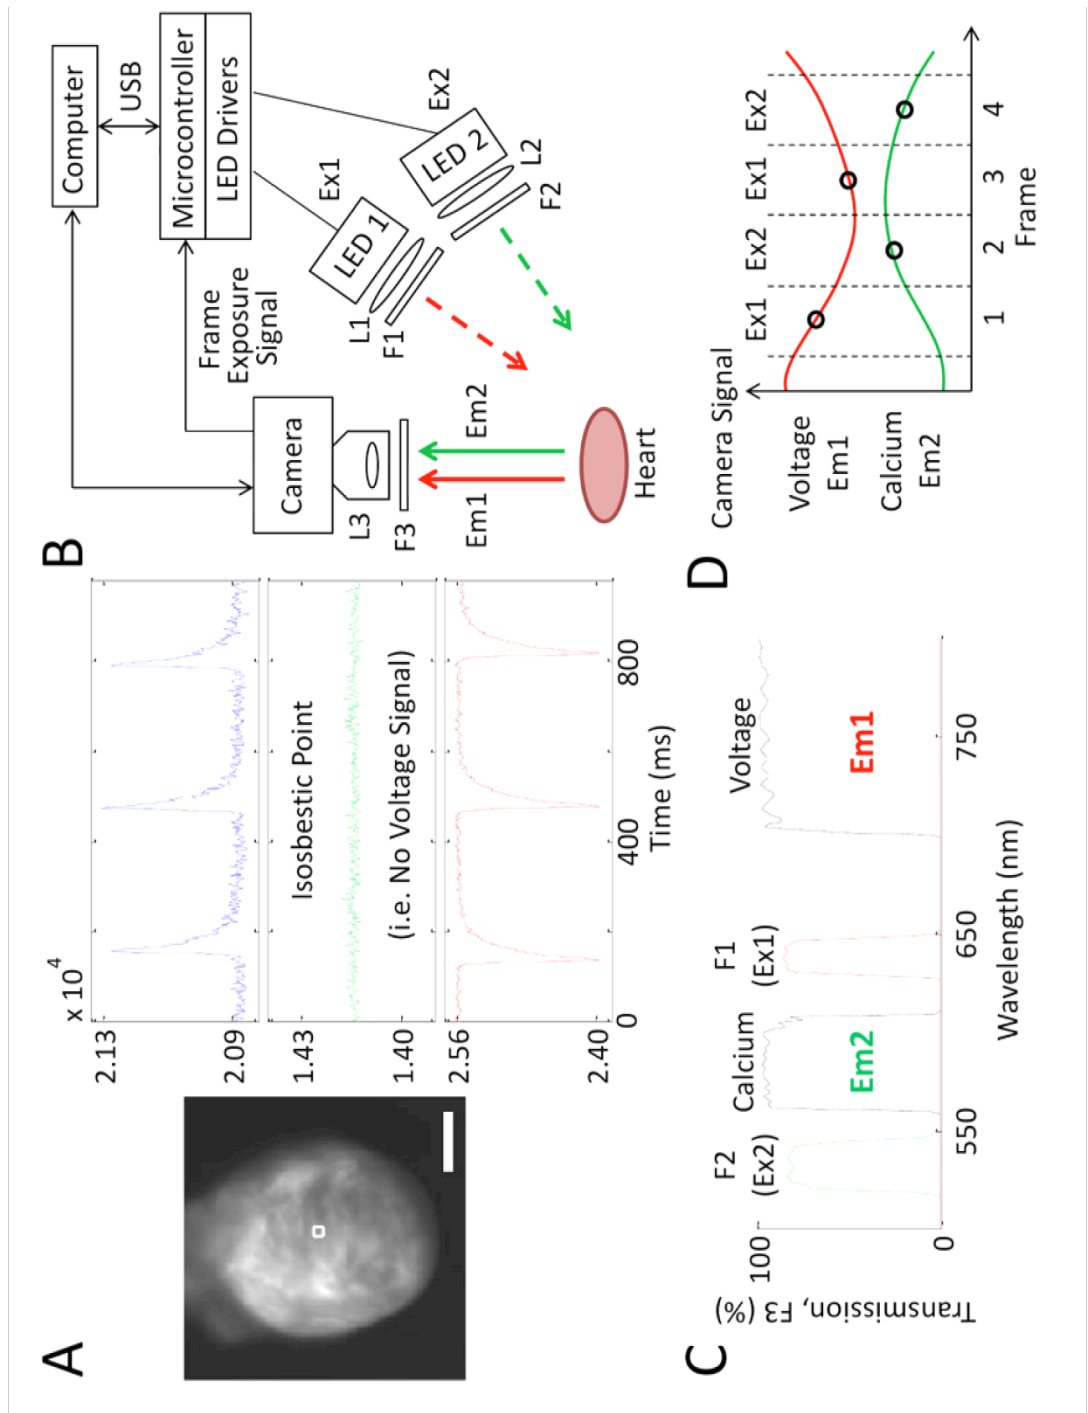 A
x 10^4
2.13
2.09
1.43
1.40
2.56
2.40
Isosbestic Point
(i.e. No Voltage Signal)
0
400
800
Time (ms)
B
Computer
USB
Microcontroller
LED Drivers
Frame
Exposure
Signal
Camera
L3
F3
Em1
Em2
Heart
Ex1
LED 1
L1
F1
Ex2
LED 2
L2
F2
C
Transmission, F3 (%)
100
0
F2
(Ex2)
Calcium
Em2
F1
(Ex1)
Voltage
Em1
550
650
750
Wavelength (nm)
D
Camera Signal
Ex1
Ex2
Ex1
Ex2
Voltage
Em1
Calcium
Em2
1
2
3
4
Frame